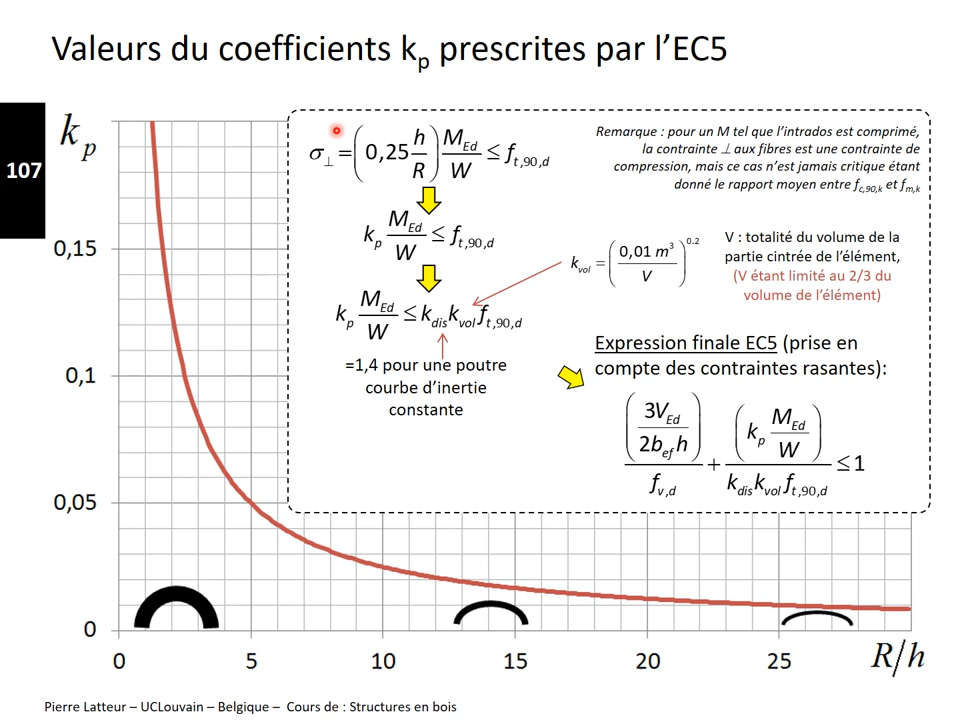 Valeurs du coefficients kp prescrites par l'EC5
107
kp
σ⊥=(0,25 h/R) MEd/W ≤ ft,90,d
kp MEd/W ≤ ft,90,d
kp MEd/W ≤ kdis kvol ft,90,d
=1,4 pour une poutre
courbe d'inertie
constante
Remarque : pour un M tel que l'intrados est comprimé,
la contrainte ⊥ aux fibres est une contrainte de
compression, mais ce cas n'est jamais critique étant
donné le rapport moyen entre fc,90,k et fm,k
kvol = (0,01 m³/V)^0.2
V : totalité du volume de la
partie cintrée de l'élément,
(V étant limité au 2/3 du
volume de l'élément)
Expression finale EC5 (prise en
compte des contraintes rasantes):
(3VEd/2bef h)/fv,d + (kp MEd/W)/kdis kvol ft,90,d ≤1
0,15
0,1
0,05
0
0 5 10 15 20 25 R/h
Pierre Latteur – UCLouvain – Belgique – Cours de : Structures en bois